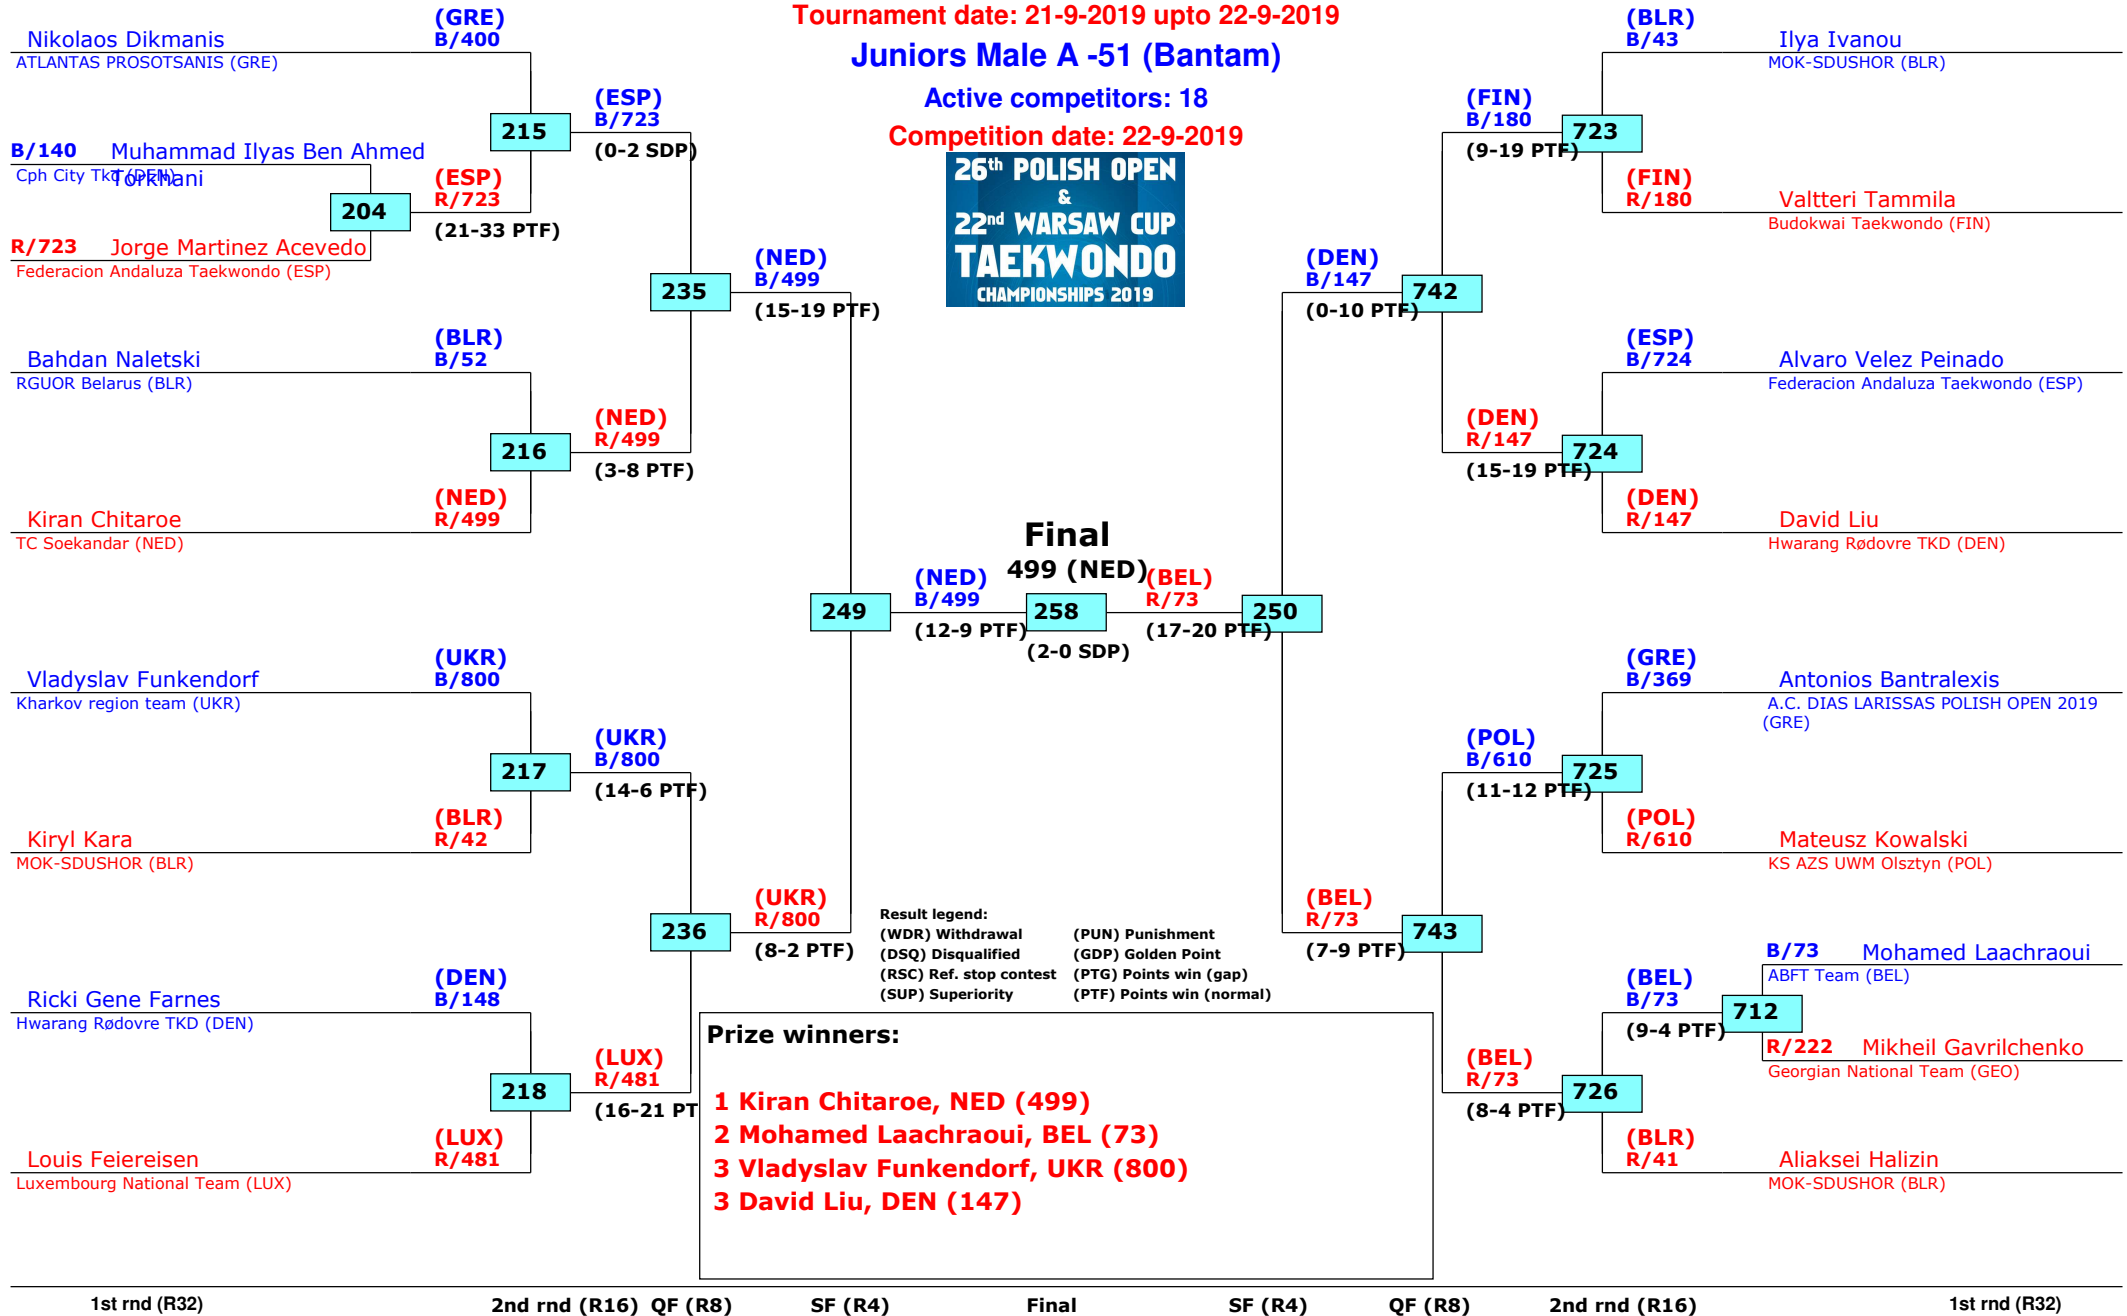 Tournament date: 21-9-2019 upto 22-9-2019
Juniors Male A -51 (Bantam)
Active competitors: 18
Competition date: 22-9-2019
26th POLISH OPEN
&
22nd WARSAW CUP
TAEKWONDO
CHAMPIONSHIPS 2019
(GRE)
Nikolaos Dikmanis B/400
ATLANTAS PROSOTSANIS (GRE)
215
(ESP)
B/723
(0-2 SDP)
B/140 Muhammad Ilyas Ben Ahmed
Torkhani
Cph City Tkd (DEN)
204
(ESP)
R/723
(21-33 PTF)
R/723 Jorge Martinez Acevedo
Federacion Andaluza Taekwondo (ESP)
235
(NED)
B/499
(15-19 PTF)
(BLR)
Bahdan Naletski B/52
RGUOR Belarus (BLR)
216
(NED)
R/499
(3-8 PTF)
(NED)
Kiran Chitaroe R/499
TC Soekandar (NED)
249
(NED)
B/499
(12-9 PTF)
Final
499 (NED)
258
(2-0 SDP)
(BEL)
R/73
(17-20 PTF)
250
(UKR)
Vladyslav Funkendorf B/800
Kharkov region team (UKR)
217
(UKR)
B/800
(14-6 PTF)
(BLR)
Kiryl Kara R/42
MOK-SDUSHOR (BLR)
236
(UKR)
R/800
(8-2 PTF)
(DEN)
Ricki Gene Farnes B/148
Hwarang Rødovre TKD (DEN)
218
(LUX)
R/481
(16-21 PT
(LUX)
Louis Feiereisen R/481
Luxembourg National Team (LUX)
(BLR)
B/43 Ilya Ivanou
MOK-SDUSHOR (BLR)
(FIN)
B/180
(9-19 PTF)
723
(FIN)
R/180 Valtteri Tammila
Budokwai Taekwondo (FIN)
(DEN)
B/147
(0-10 PTF)
742
(ESP)
B/724 Alvaro Velez Peinado
Federacion Andaluza Taekwondo (ESP)
(DEN)
R/147
(15-19 PTF)
724
(DEN)
R/147 David Liu
Hwarang Rødovre TKD (DEN)
(GRE)
B/369 Antonios Bantralexis
A.C. DIAS LARISSAS POLISH OPEN 2019
(GRE)
(POL)
B/610
(11-12 PTF)
725
(POL)
R/610 Mateusz Kowalski
KS AZS UWM Olsztyn (POL)
(BEL)
R/73
(7-9 PTF)
743
B/73 Mohamed Laachraoui
ABFT Team (BEL)
(BEL)
B/73
(9-4 PTF)
712
R/222 Mikheil Gavrilchenko
Georgian National Team (GEO)
(BEL)
R/73
(8-4 PTF)
726
(BLR)
R/41 Aliaksei Halizin
MOK-SDUSHOR (BLR)
Result legend:
(WDR) Withdrawal (PUN) Punishment
(DSQ) Disqualified (GDP) Golden Point
(RSC) Ref. stop contest (PTG) Points win (gap)
(SUP) Superiority (PTF) Points win (normal)
Prize winners:
1 Kiran Chitaroe, NED (499)
2 Mohamed Laachraoui, BEL (73)
3 Vladyslav Funkendorf, UKR (800)
3 David Liu, DEN (147)
1st rnd (R32) 2nd rnd (R16) QF (R8) SF (R4) Final SF (R4) QF (R8) 2nd rnd (R16) 1st rnd (R32)